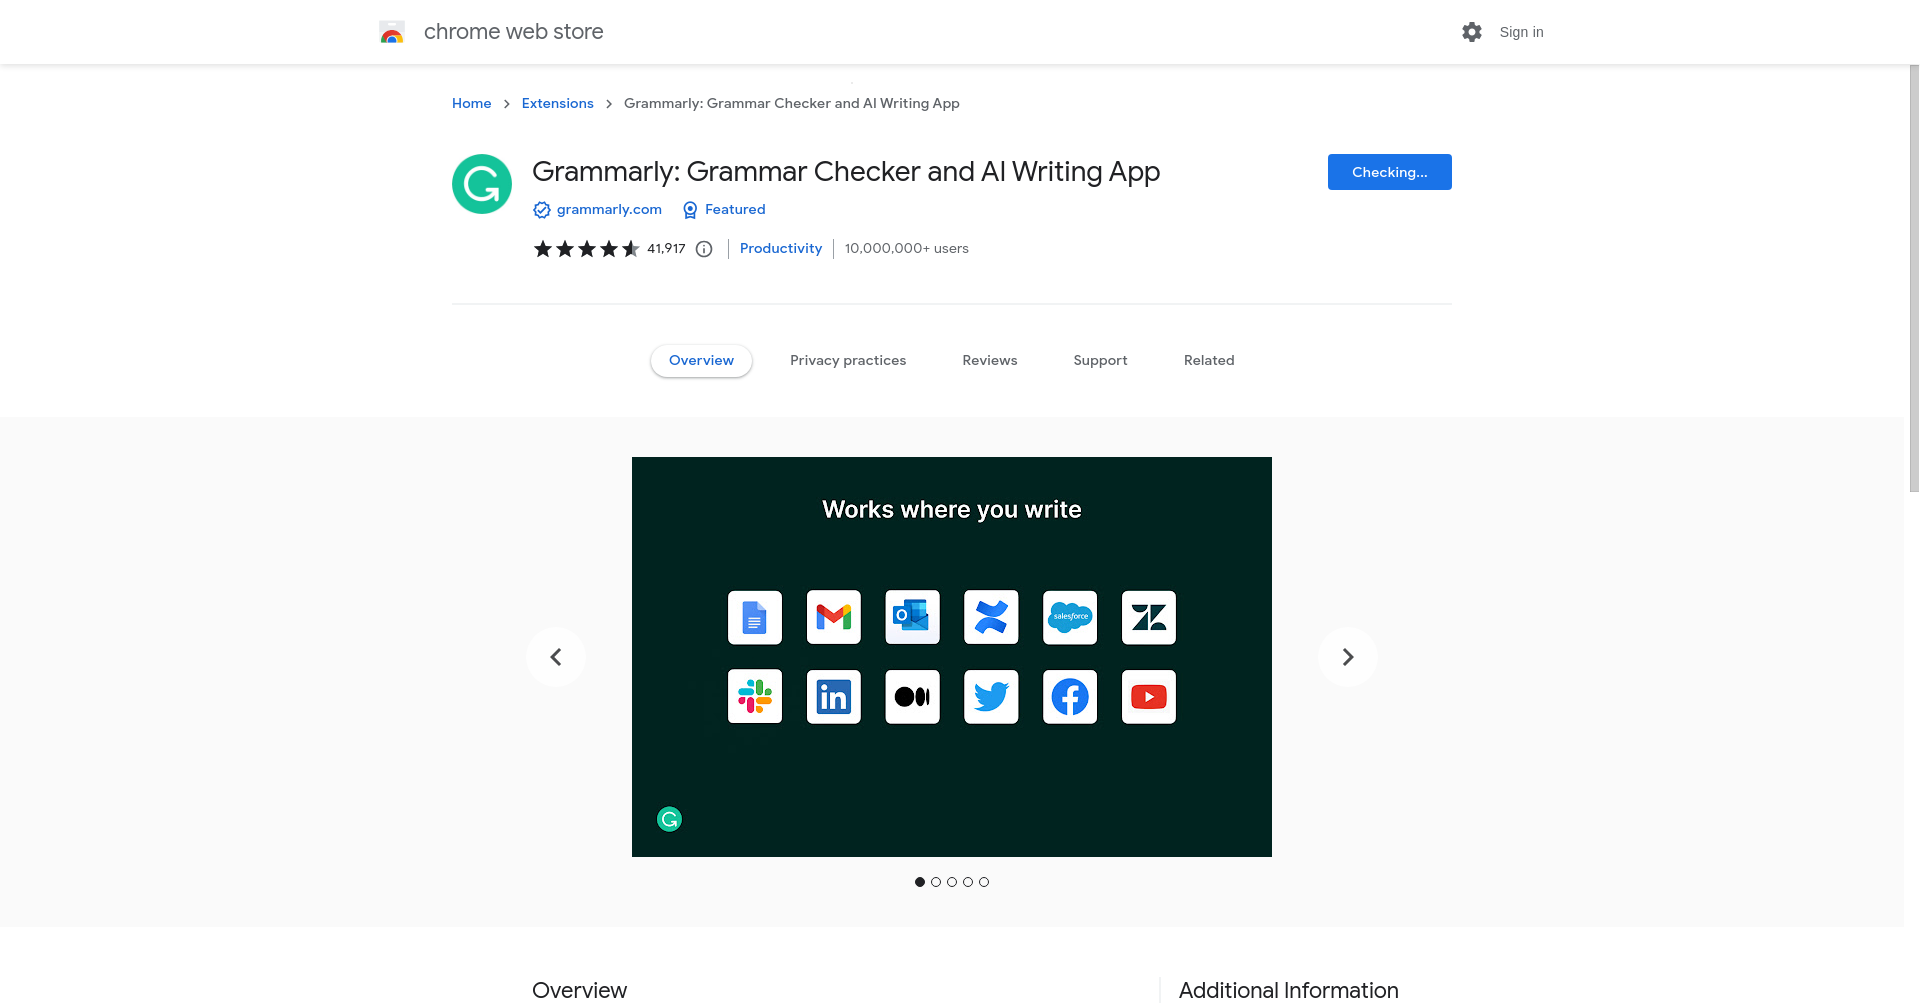 chrome web store
Sign in
Home
Extensions
Grammarly: Grammar Checker and AI Writing App
Grammarly: Grammar Checker and AI Writing App
Checking...
grammarly.com
Featured
41,917
Productivity
10,000,000+ users
Overview
Privacy practices
Reviews
Support
Related
Works where you write
salesforce
in
Overview
Additional Information